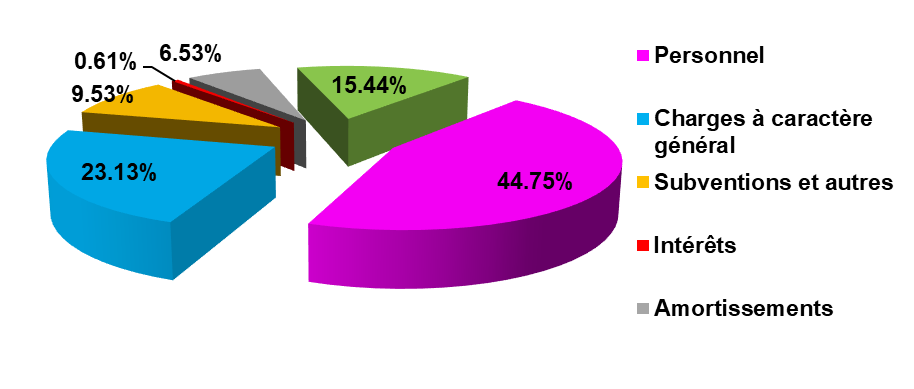 6.53%
0.61%
9.53%
15.44%
23.13%
44.75%
Personnel
Charges à caractère
général
Subventions et autres
Intérêts
Amortissements